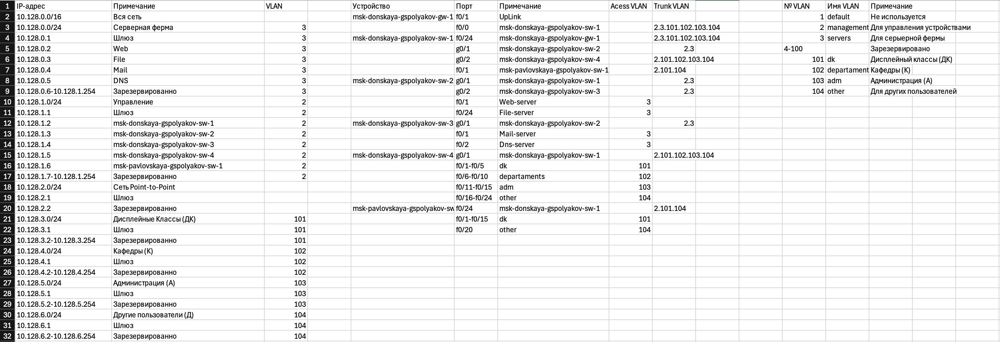 1 IP-адрес Примечание VLAN Устройство Порт Примечание Acess VLAN Trunk VLAN № VLAN Имя VLAN Примечание
2 10.128.0.0/16 Вся сеть msk-donskaya-gspolyakov-gw-1 f0/1 UpLink 1 default Не используется
3 10.128.0.0/24 Серверная ферма 3 f0/0 msk-donskaya-gspolyakov-sw-1 2.3.101.102.103.104 2 management Для управления устройствами
4 10.128.0.1 Шлюз 3 msk-donskaya-gspolyakov-sw-1 f0/24 msk-donskaya-gspolyakov-gw-1 2.3.101.102.103.104 3 servers Для серыерной фермы
5 10.128.0.2 Web 3 g0/1 msk-donskaya-gspolyakov-sw-2 2.3 4-100 Зарезервировано
6 10.128.0.3 File 3 g0/2 msk-donskaya-gspolyakov-sw-4 2.101.102.103.104 101 dk Дисплейный классы (ДК)
7 10.128.0.4 Mail 3 f0/1 msk-pavlovskaya-gspolyakov-sw-1 2.101.104 102 departament Кафедры (К)
8 10.128.0.5 DNS 3 msk-donskaya-gspolyakov-sw-2 g0/1 msk-donskaya-gspolyakov-sw-1 2.3 103 adm Администрация (А)
9 10.128.0.6-10.128.1.254 Зарезервированно 3 g0/2 msk-donskaya-gspolyakov-sw-3 2.3 104 other Для других пользователей
10 10.128.1.0/24 Управление 2 f0/1 Web-server 3
11 10.128.1.1 Шлюз 2 f0/24 File-server 3
12 10.128.1.2 msk-donskaya-gspolyakov-sw-1 2 msk-donskaya-gspolyakov-sw-3 g0/1 msk-donskaya-gspolyakov-sw-2 2.3
13 10.128.1.3 msk-donskaya-gspolyakov-sw-2 2 f0/1 Mail-server 3
14 10.128.1.4 msk-donskaya-gspolyakov-sw-3 2 f0/2 Dns-server 3
15 10.128.1.5 msk-donskaya-gspolyakov-sw-4 2 msk-donskaya-gspolyakov-sw-4 g0/1 msk-donskaya-gspolyakov-sw-1 2.101.102.103.104
16 10.128.1.6 msk-pavlovskaya-gspolyakov-sw-1 2 f0/1-f0/5 dk 101
17 10.128.1.7-10.128.1.254 Зарезервированно 2 f0/6-f0/10 departaments 102
18 10.128.2.0/24 Сеть Point-to-Point f0/11-f0/15 adm 103
19 10.128.2.1 Шлюз f0/16-f0/24 other 104
20 10.128.2.2 Зарезервированно msk-pavlovskaya-gspolyakov-sw f0/24 msk-donskaya-gspolyakov-sw-1 2.101.104
21 10.128.3.0/24 Дисплейные Классы (ДК) 101 f0/1-f0/15 dk 101
22 10.128.3.1 Шлюз 101 f0/20 other 104
23 10.128.3.2-10.128.3.254 Зарезервированно 101
24 10.128.4.0/24 Кафедры (К) 102
25 10.128.4.1 Шлюз 102
26 10.128.4.2-10.128.4.254 Зарезервированно 102
27 10.128.5.0/24 Администрация (А) 103
28 10.128.5.1 Шлюз 103
29 10.128.5.2-10.128.5.254 Зарезервированно 103
30 10.128.6.0/24 Другие пользователи (Д) 104
31 10.128.6.1 Шлюз 104
32 10.128.6.2-10.128.6.254 Зарезервированно 104